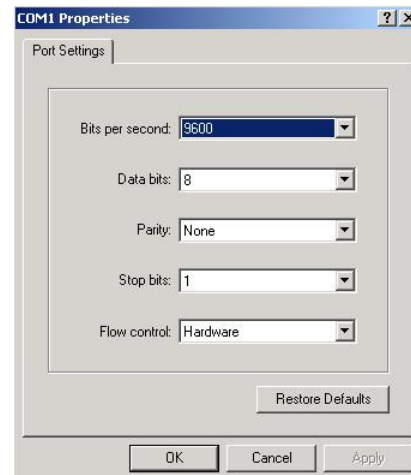 COM1 Properties
Port Settings
Bits per second: 9600
Data bits: 8
Parity: None
Stop bits: 1
Flow control: Hardware
Restore Defaults
OK Cancel Apply